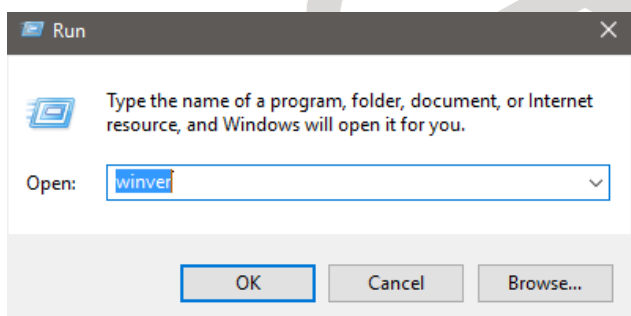 Run
Type the name of a program, folder, document, or Internet
resource, and Windows will open it for you.
Open: winver
OK Cancel Browse...